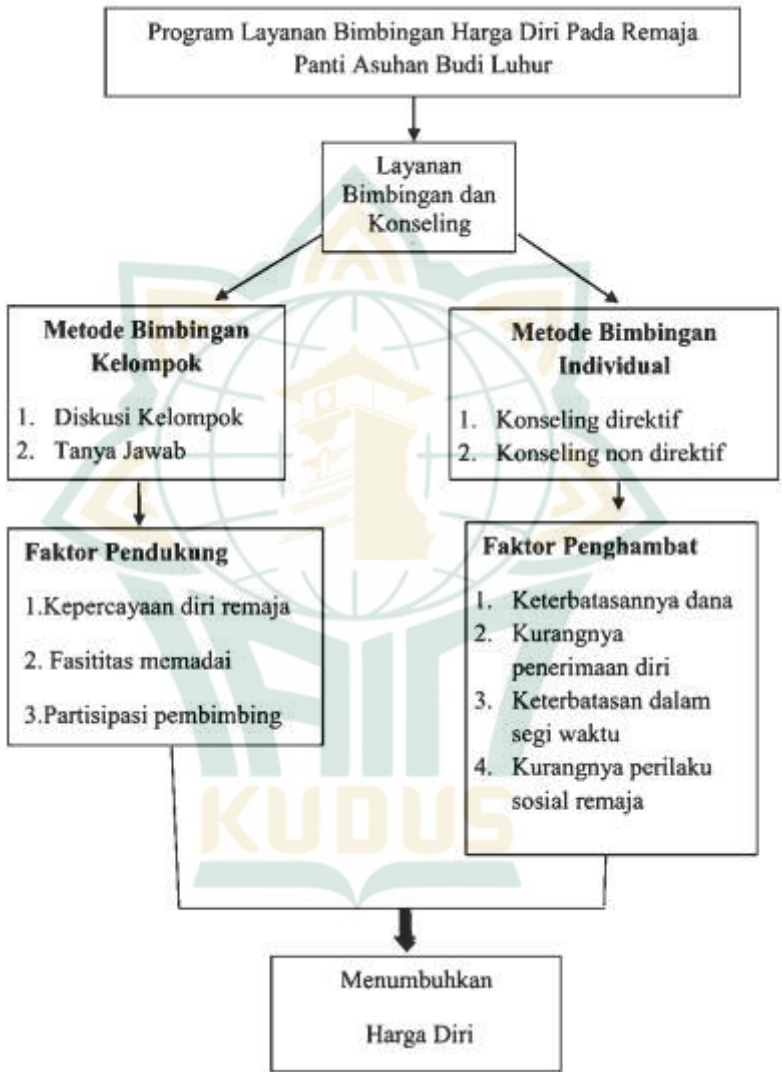 Program Layanan Bimbingan Harga Diri Pada Remaja
Panti Asuhan Budi Luhur
Layanan
Bimbingan dan
Konseling
Metode Bimbingan
Kelompok
1. Diskusi Kelompok
2. Tanya Jawab
Metode Bimbingan
Individual
1. Konseling direktif
2. Konseling non direktif
Faktor Pendukung
1.Kepercayaan diri remaja
2. Fasititas memadai
3.Partisipasi pembimbing
Faktor Penghambat
1. Keterbatasannya dana
2. Kurangnya
penerimaan diri
3. Keterbatasan dalam
segi waktu
4. Kurangnya perilaku
sosial remaja
KUDUS
Menumbuhkan
Harga Diri